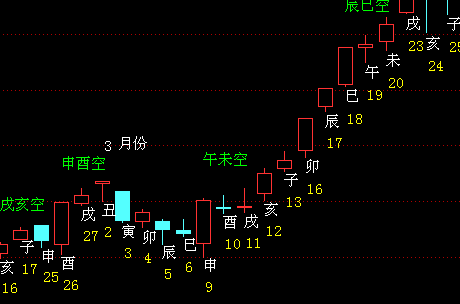 辰巳空
戌
23
亥
24
子
25
午
19
未
20
巳
18
辰
17
3 月份
申酉空
午未空
卯
16
子
13
戌亥空
戌
27
丑
2
寅
3
卯
4
辰
5
巳
6
申
9
酉
10
戌
11
亥
12
亥
16
子
17
申
25
酉
26